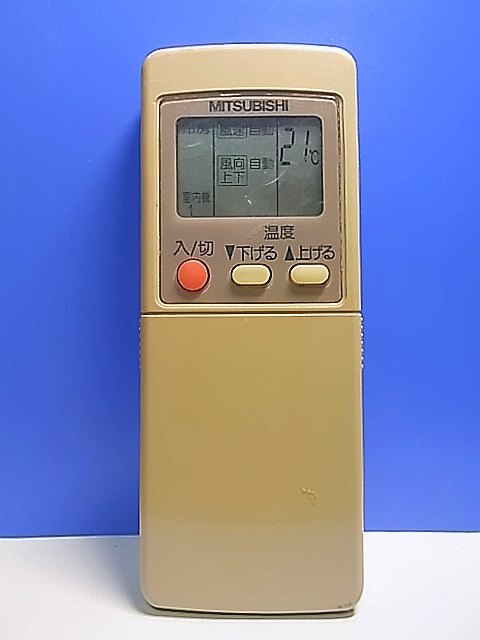 MITSUBISHI
風速 自動
21℃
風向 自動
上下
室内機
1
温度
入/切 ▼下げる ▲上げる